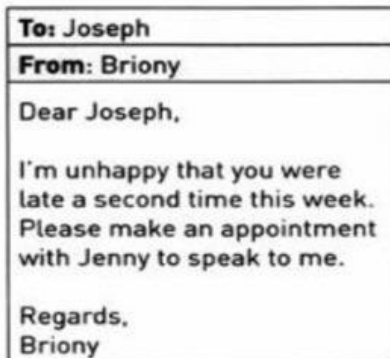 To: Joseph
From: Briony
Dear Joseph,
I'm unhappy that you were
late a second time this week.
Please make an appointment
with Jenny to speak to me.
Regards,
Briony